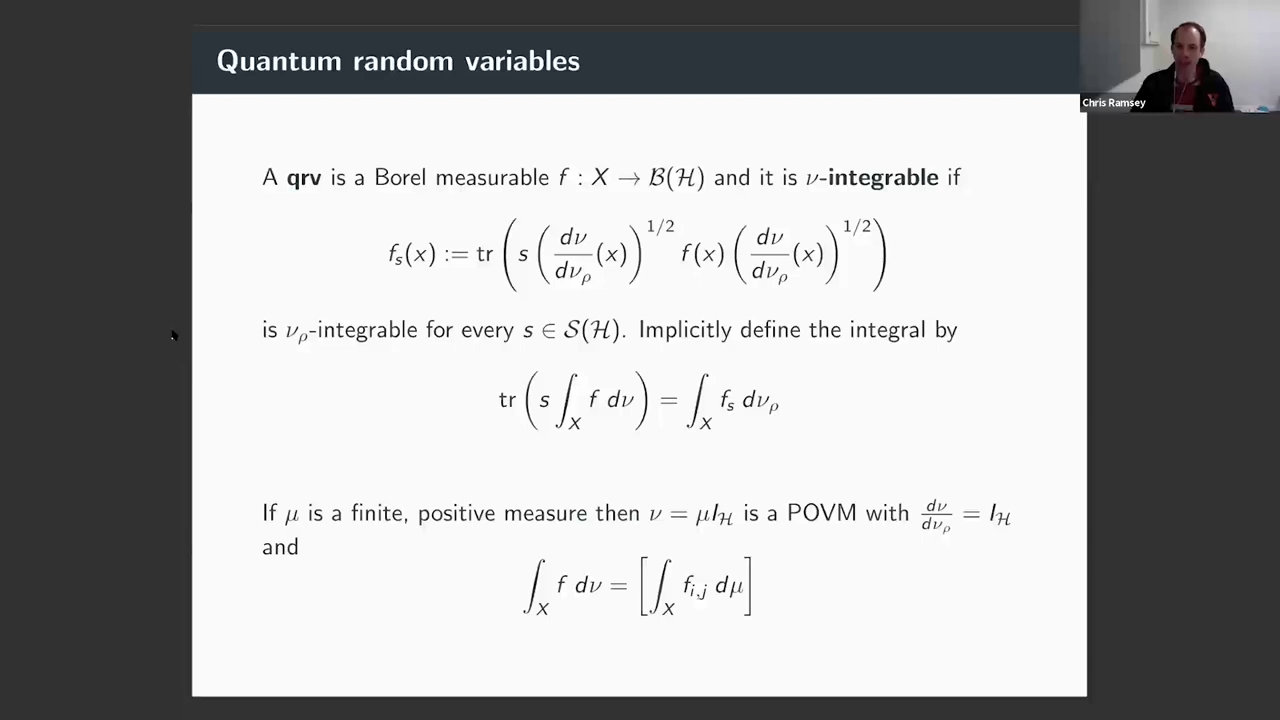 Quantum random variables
Chris Ramsey
A qrv is a Borel measurable f : X → B(H) and it is ν-integrable if
f_s(x) := tr ( s ( dν/dν_ρ (x) )^{1/2} f(x) ( dν/dν_ρ (x) )^{1/2} )
is ν_ρ-integrable for every s ∈ S(H). Implicitly define the integral by
tr ( s ∫_X f dν ) = ∫_X f_s dν_ρ
If μ is a finite, positive measure then ν = μI_H is a POVM with dν/dν_ρ = I_H
and
∫_X f dν = [ ∫_X f_{i,j} dμ ]